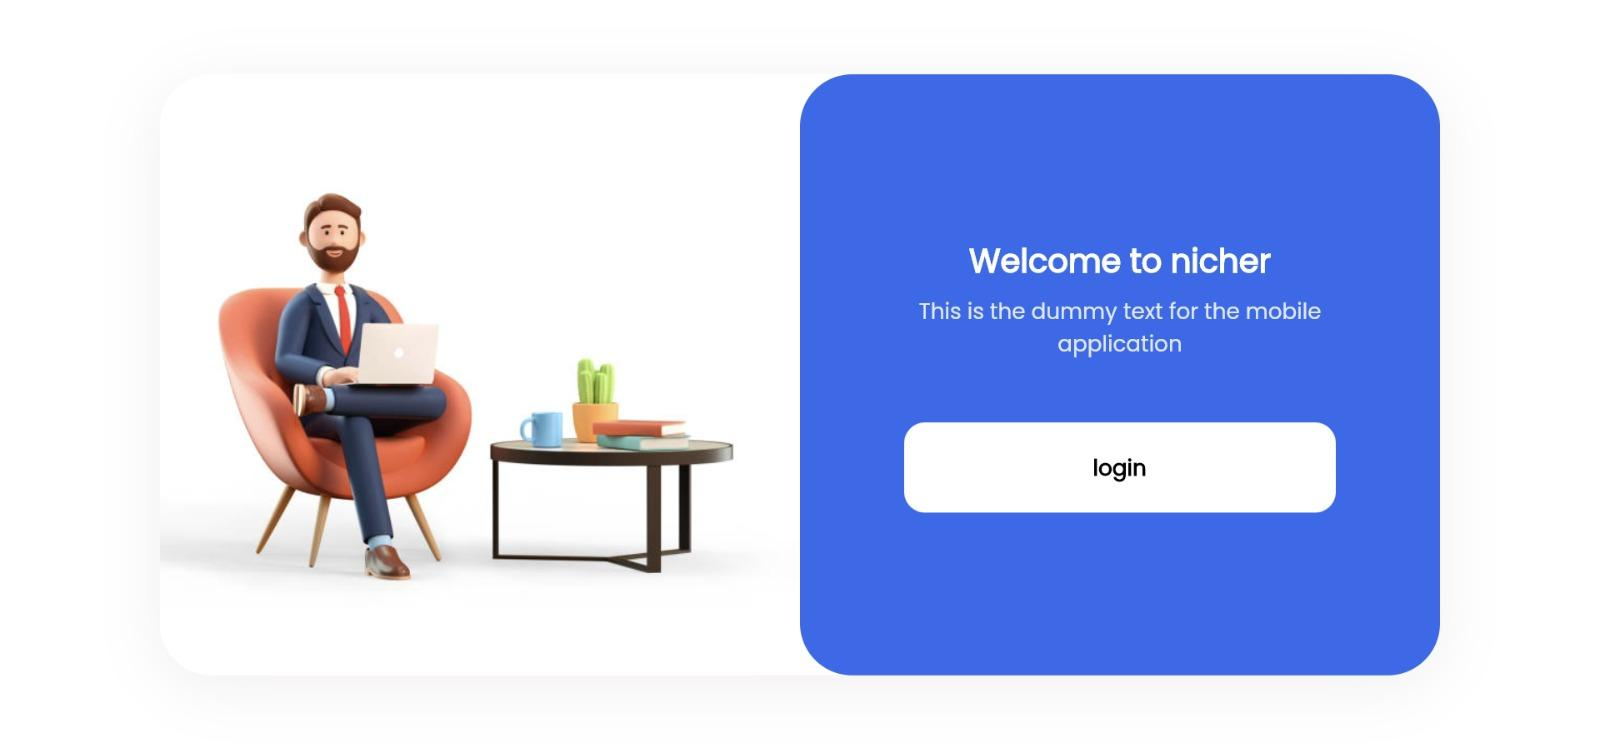 Welcome to nicher
This is the dummy text for the mobile
application
login